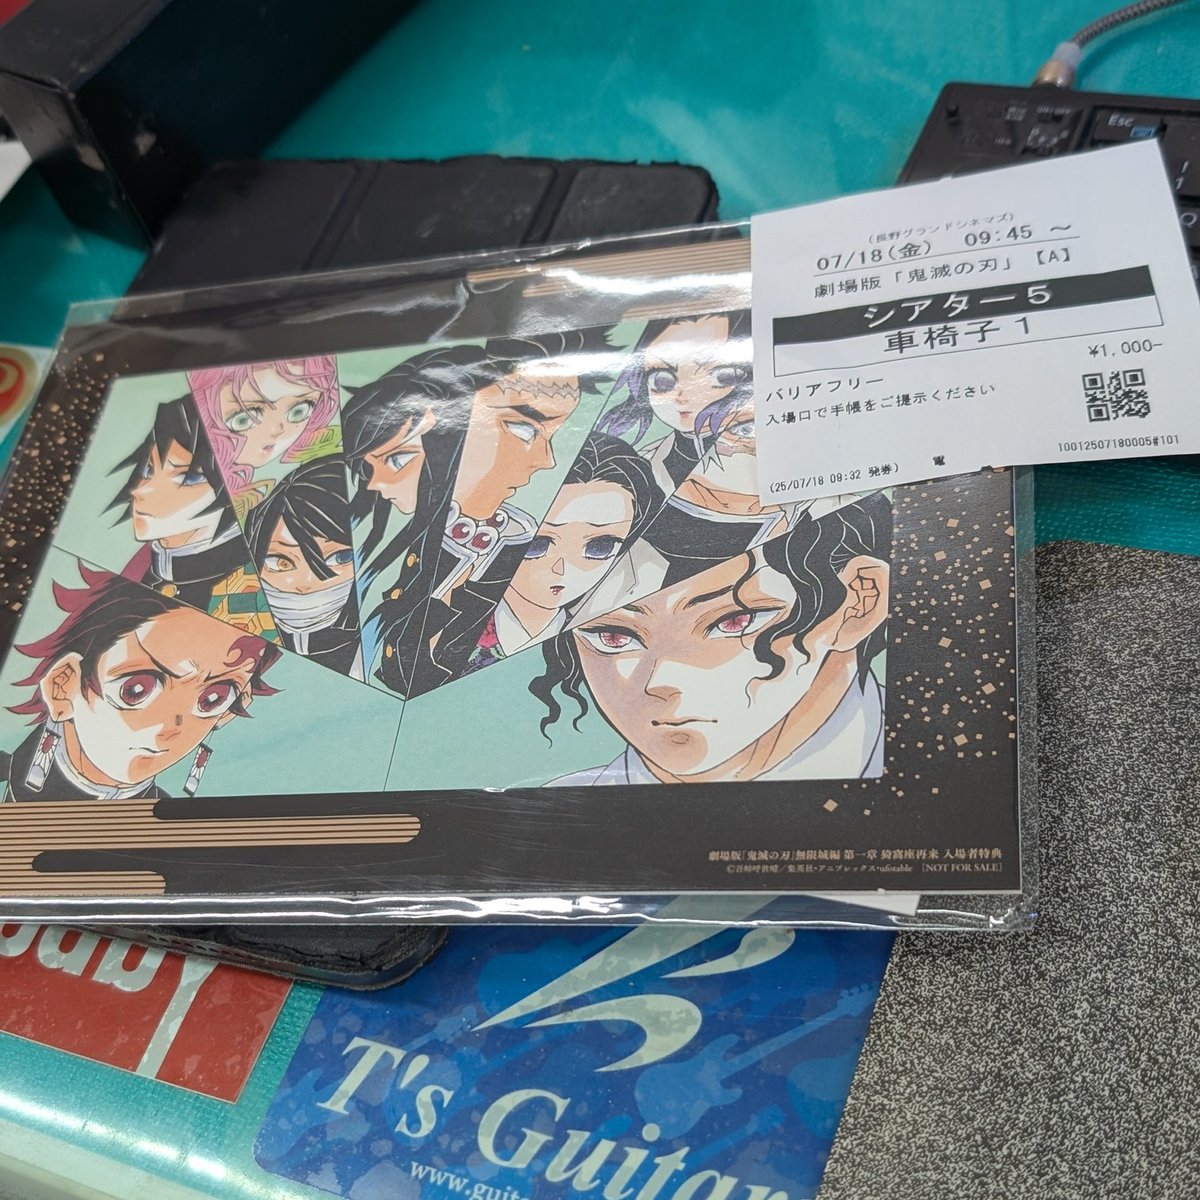 Esc
(長野グランドシネマズ)
07/18(金) 09:45 ～
劇場版「鬼滅の刃」【A】
シアター5
車椅子1
¥1,000-
バリアフリー
入場口で手帳をご提示ください
10012507180005#101
(25/07/18 09:32 発券) 電
劇場版「鬼滅の刃」無限城編 第一章 猗窩座再来 入場者特典
©吾峠呼世晴／集英社・アニプレックス・ufotable [NOT FOR SALE]
T's Guitar
www.guita